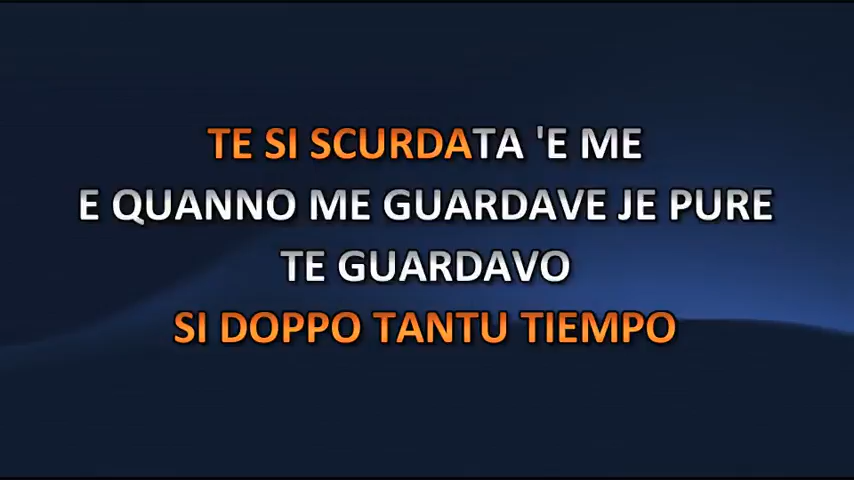 TE SI SCURDATA 'E ME
E QUANNO ME GUARDAVE JE PURE
TE GUARDAVO
SI DOPPO TANTU TIEMPO